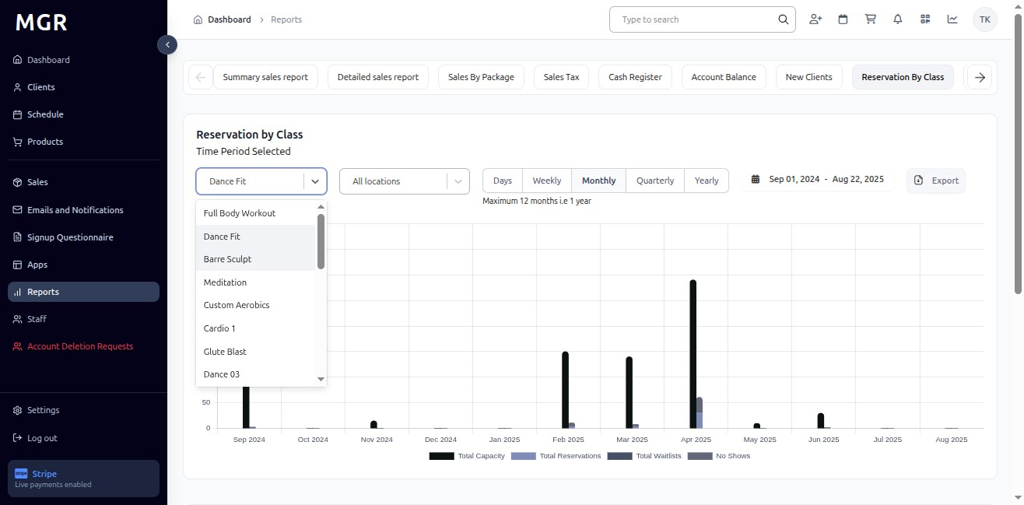 MGR
Dashboard
Clients
Schedule
Products
Sales
Emails and Notifications
Signup Questionnaire
Apps
Reports
Staff
Account Deletion Requests
Settings
Log out
stripe Stripe
Live payments enabled
Dashboard > Reports
Type to search
TK
Summary sales report
Detailed sales report
Sales By Package
Sales Tax
Cash Register
Account Balance
New Clients
Reservation By Class
Reservation by Class
Time Period Selected
Dance Fit
All locations
Days
Weekly
Monthly
Quarterly
Yearly
Sep 01, 2024 - Aug 22, 2025
Export
Maximum 12 months i.e 1 year
Full Body Workout
Dance Fit
Barre Sculpt
Meditation
Custom Aerobics
Cardio 1
Glute Blast
Dance 03
50
0
Sep 2024
Oct 2024
Nov 2024
Dec 2024
Jan 2025
Feb 2025
Mar 2025
Apr 2025
May 2025
Jun 2025
Jul 2025
Aug 2025
Total Capacity
Total Reservations
Total Waitlists
No Shows